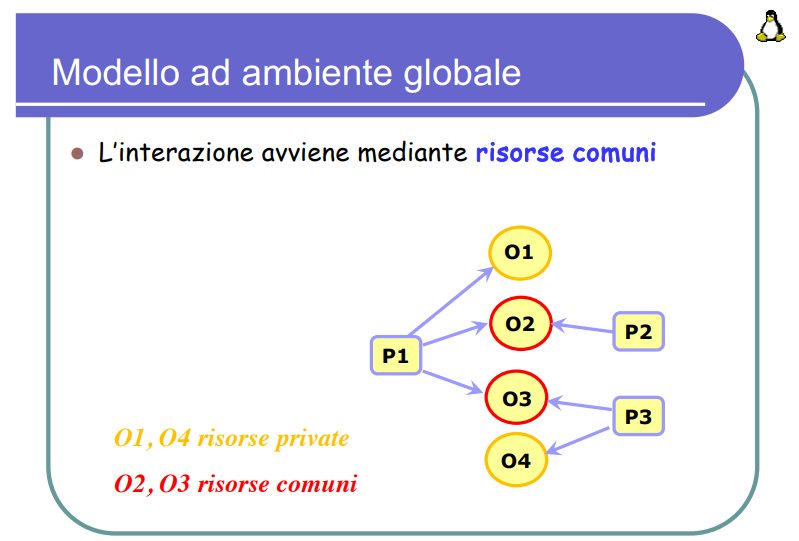 Modello ad ambiente globale
L'interazione avviene mediante risorse comuni
O1
O2
P2
P1
O3
P3
O4
O1, O4 risorse private
O2, O3 risorse comuni